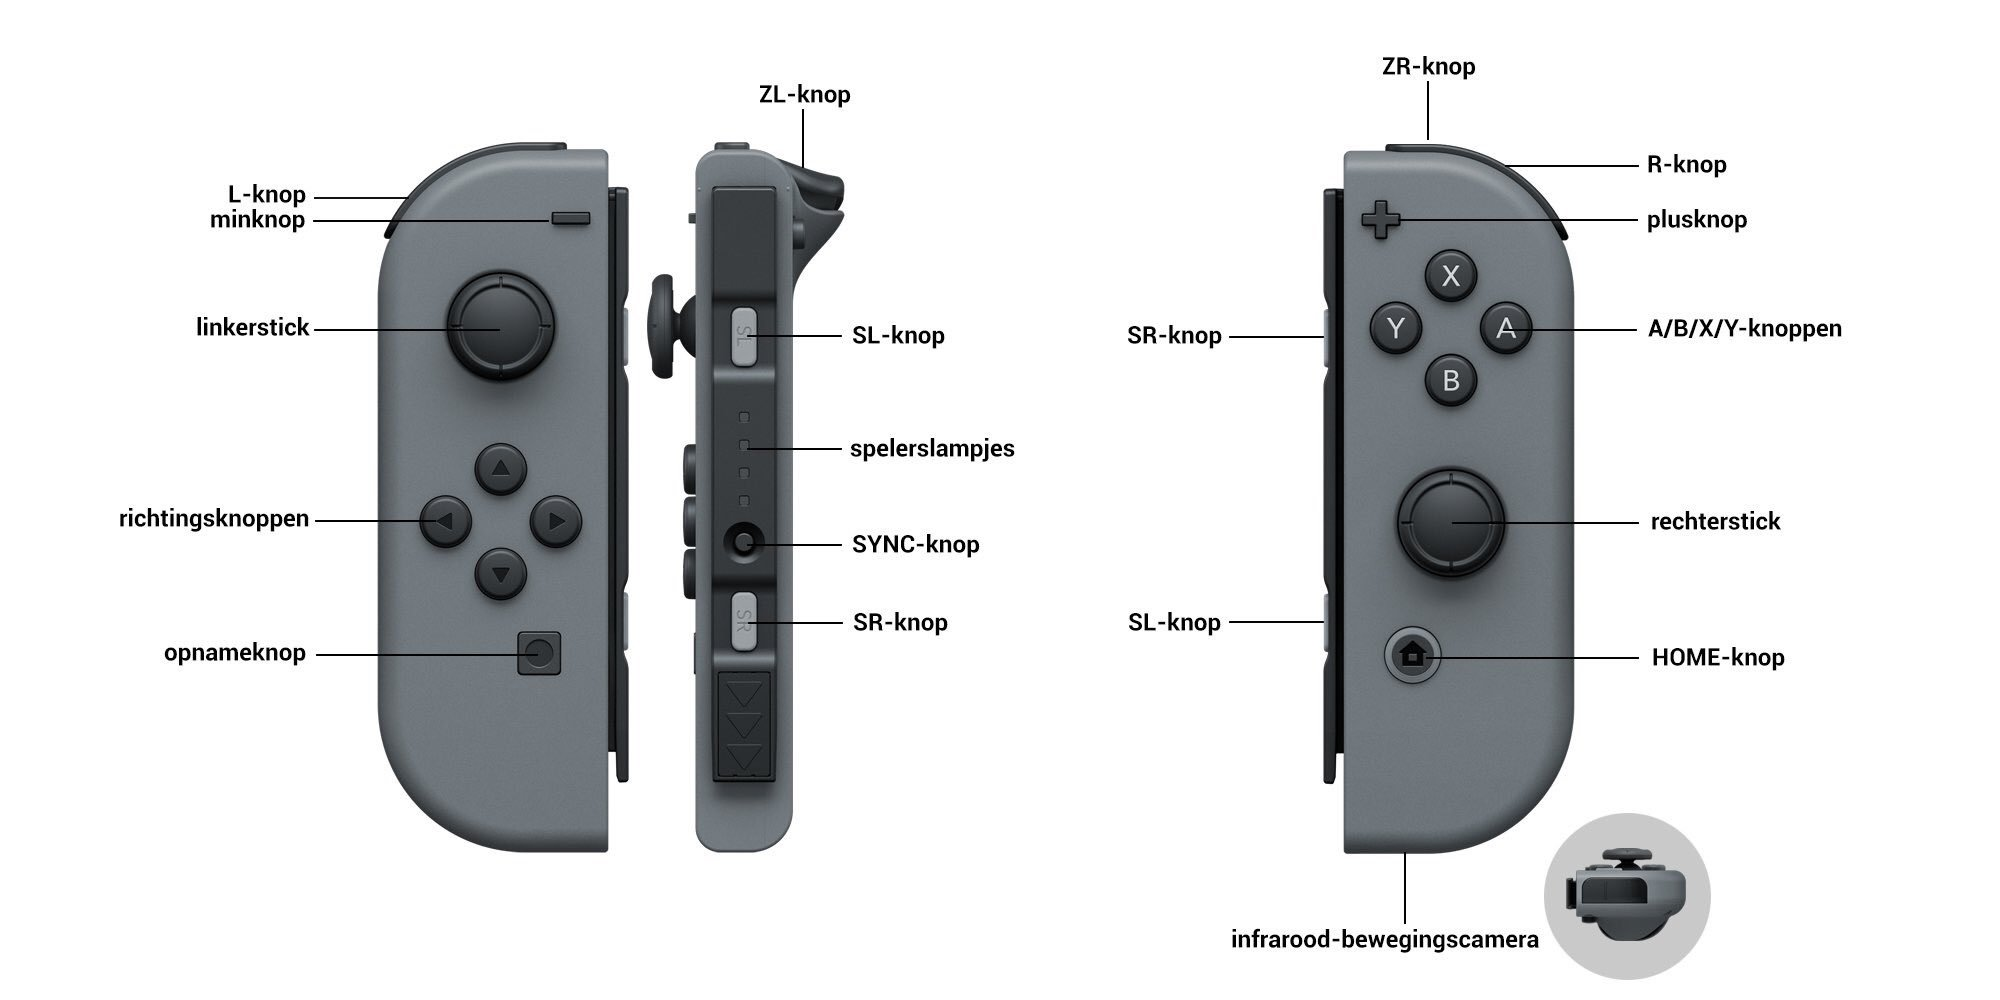 ZL-knop
L-knop
minknop
linkerstick
richtingsknoppen
opnameknop
SL
SL-knop
spelerslampjes
SYNC-knop
SR
SR-knop
ZR-knop
R-knop
plusknop
X
Y
A
B
A/B/X/Y-knoppen
SR-knop
rechterstick
SL-knop
HOME-knop
infrarood-bewegingscamera